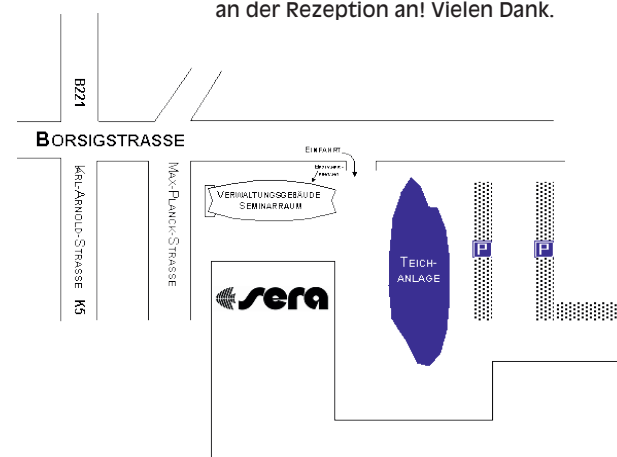 an der Rezeption an! Vielen Dank.
B221
BORSIGSTRASSE
EINFAHRT
VERWALTUNGSGEBÄUDE
SEMINARRAUM
KARL-ARNOLD-STRASSE K5
MAX-PLANCK-STRASSE
P
P
TEICH-
ANLAGE
sera